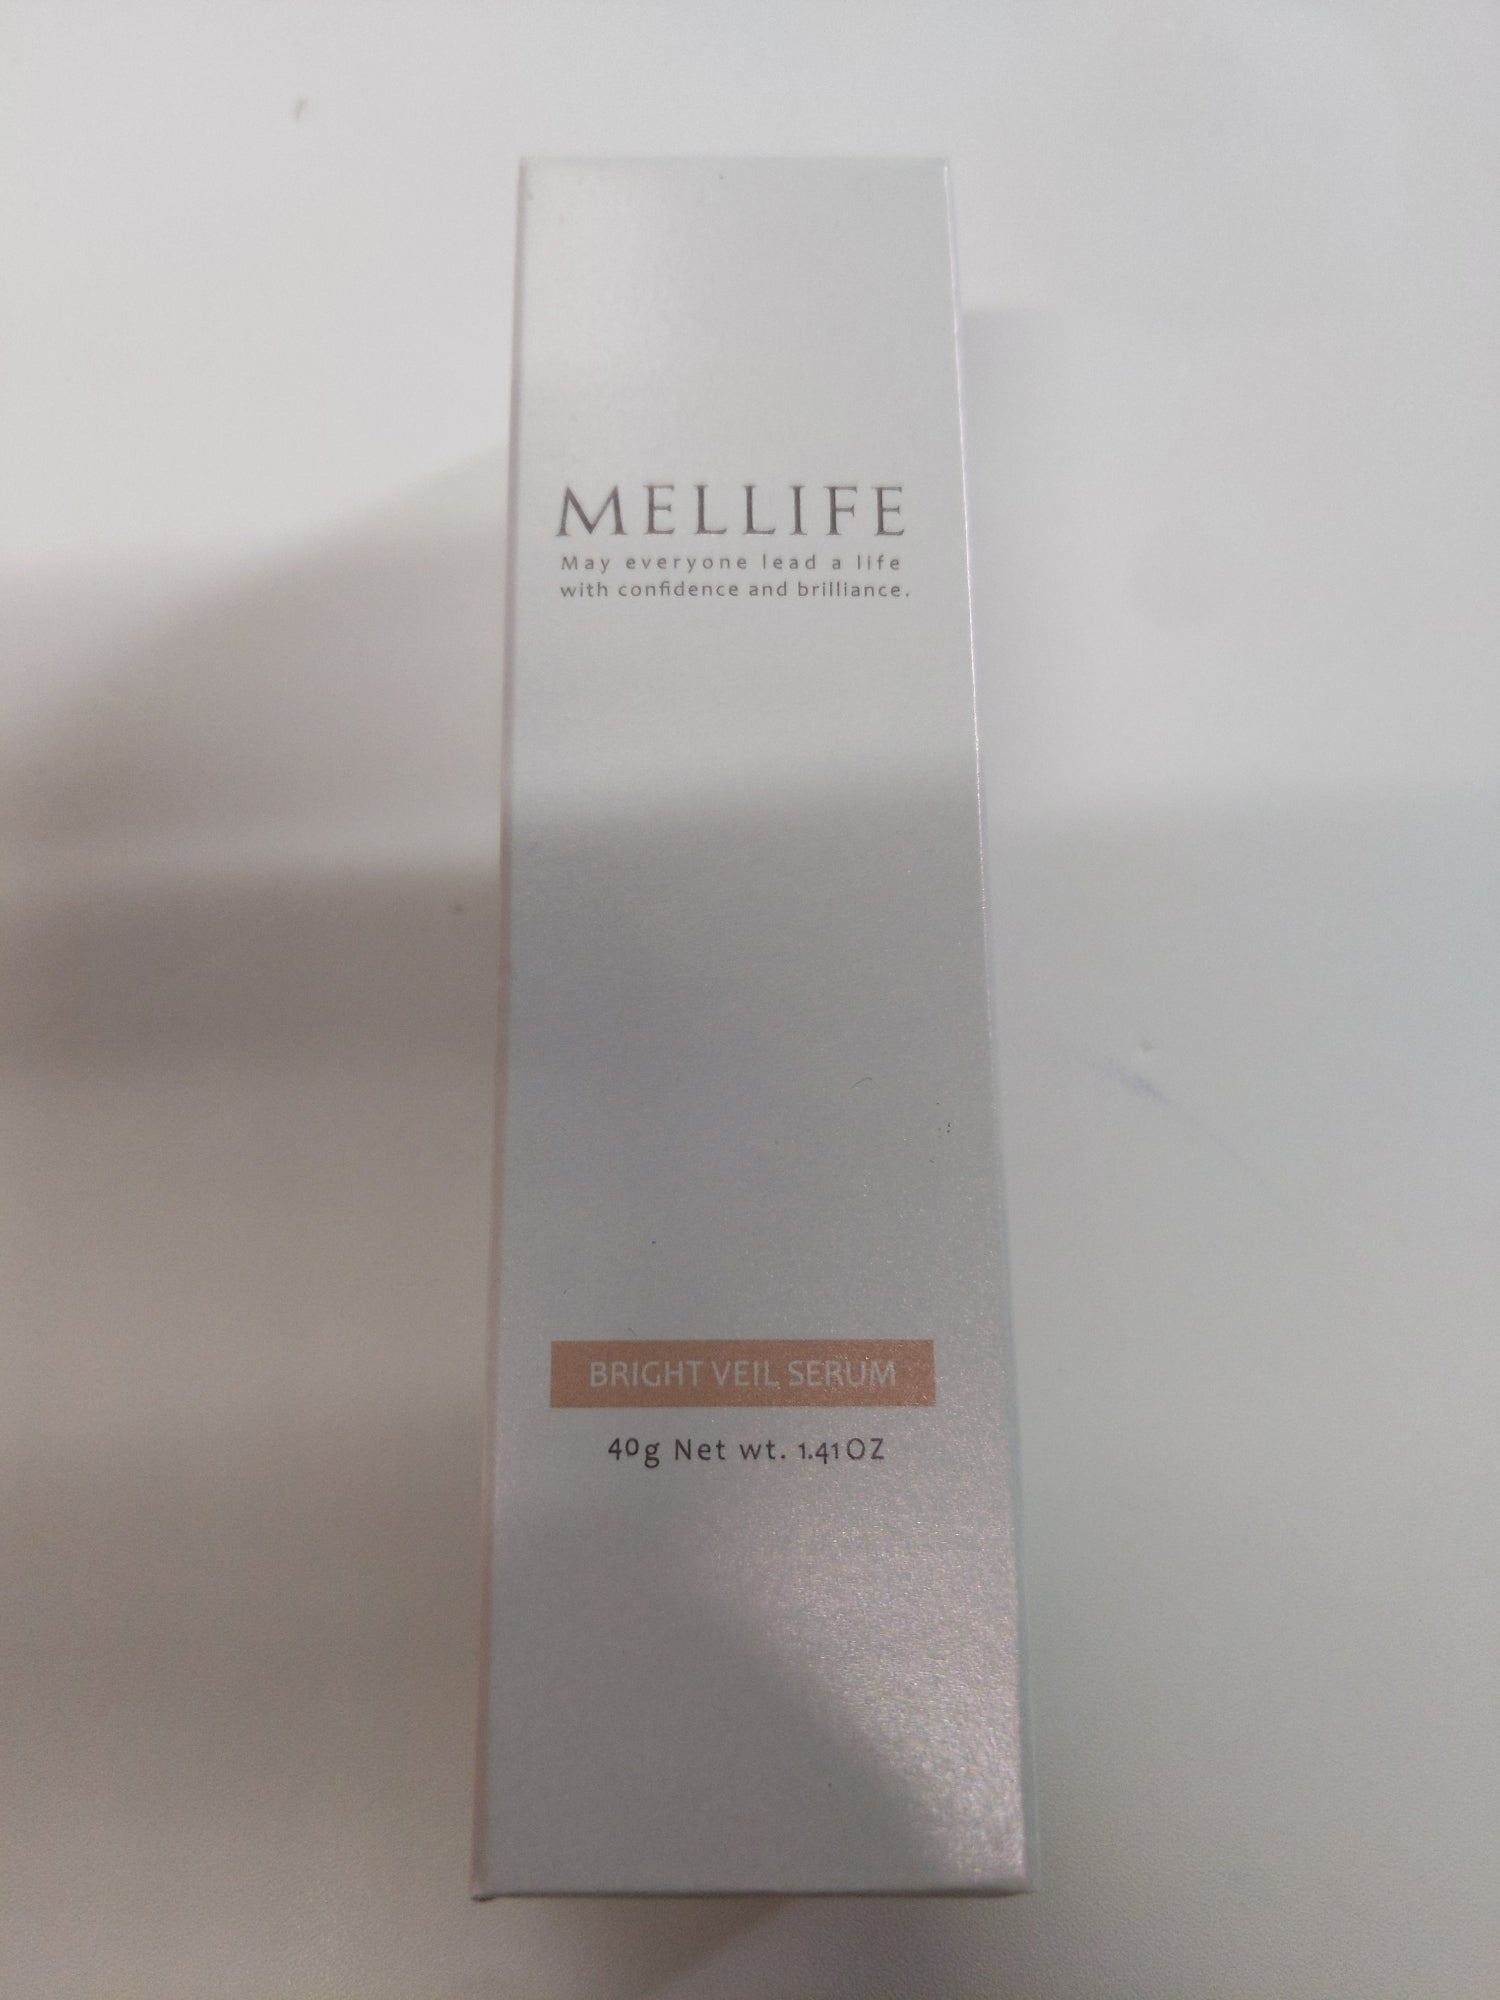 MELLIFE
May everyone lead a life
with confidence and brilliance.
BRIGHT VEIL SERUM
40g Net wt. 1.41OZ